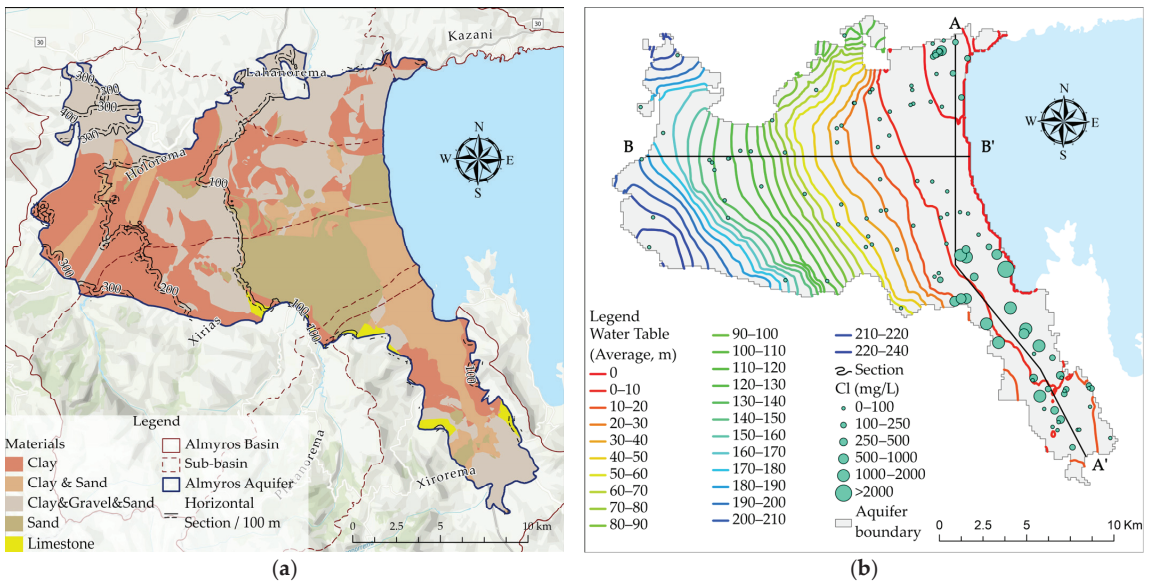 (a)
Kazani
30
30
Lahanorema
Holorema
Xirias
Platanorema
Xirorema
200
300
300
400
300
100
300
300
200
100
100
100
N
W
E
S
Legend
Materials
Clay
Clay & Sand
Clay&Gravel&Sand
Sand
Limestone
Almyros Basin
Sub-basin
Almyros Aquifer
Horizontal
Section / 100 m
0 2.5 5 10 Km
(b)
A
B
B'
A'
N
W
E
S
Legend
Water Table
(Average, m)
0
0–10
10–20
20–30
30–40
40–50
50–60
60–70
70–80
80–90
90–100
100–110
110–120
120–130
130–140
140–150
150–160
160–170
170–180
180–190
190–200
200–210
210–220
220–240
Section
Cl (mg/L)
0–100
100–250
250–500
500–1000
1000–2000
>2000
Aquifer
boundary
0 2.5 5 10 Km